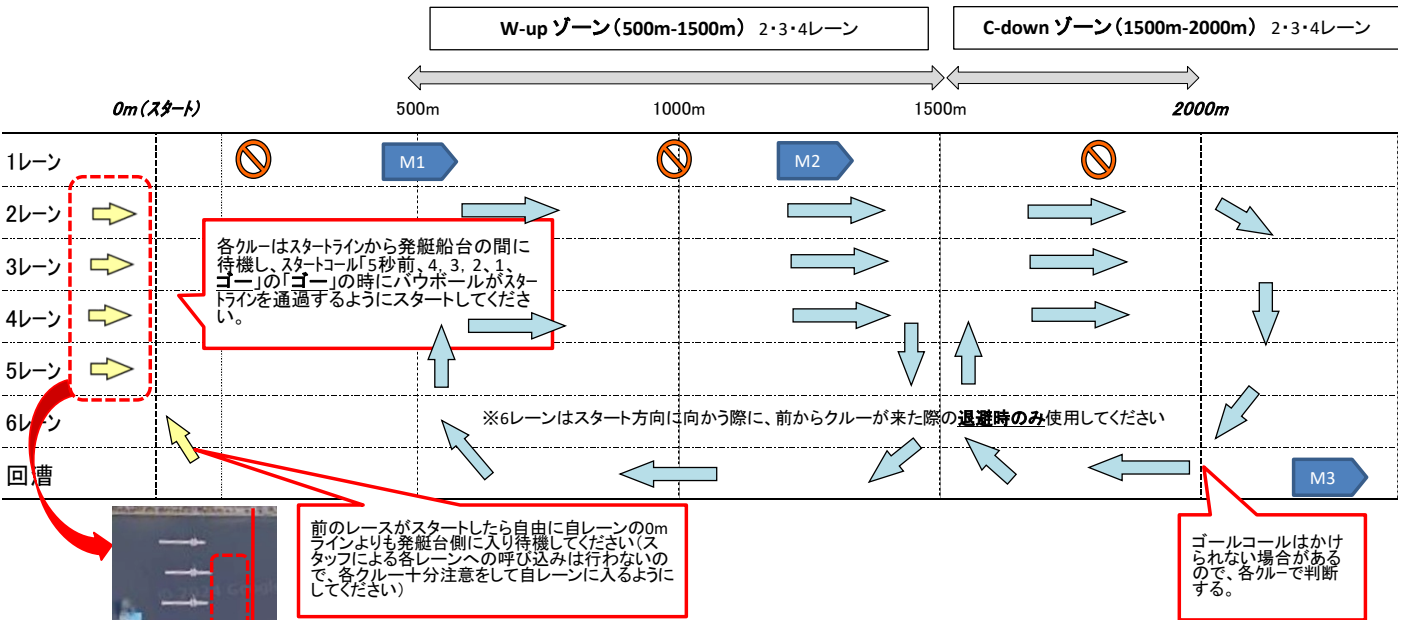 W-up ゾーン(500m-1500m) 2・3・4レーン
C-down ゾーン(1500m-2000m) 2・3・4レーン
0m(スタート)
500m
1000m
1500m
2000m
1レーン
M1
M2
2レーン
3レーン
4レーン
5レーン
6レーン
回漕
各クルーはスタートラインから発艇船台の間に
待機し、スタートコール「5秒前、4, 3, 2、1、
ゴー」の「ゴー」の時にバウボールがスター
トラインを通過するようにスタートしてくださ
い。
※6レーンはスタート方向に向かう際に、前からクルーが来た際の退避時のみ使用してください
M3
前のレースがスタートしたら自由に自レーンの0m
ラインよりも発艇台側に入り待機してください(ス
タッフによる各レーンへの呼び込みは行わないの
で、各クルー十分注意をして自レーンに入るように
してください)
ゴールコールはかけ
られない場合がある
ので、各クルーで判断
する。